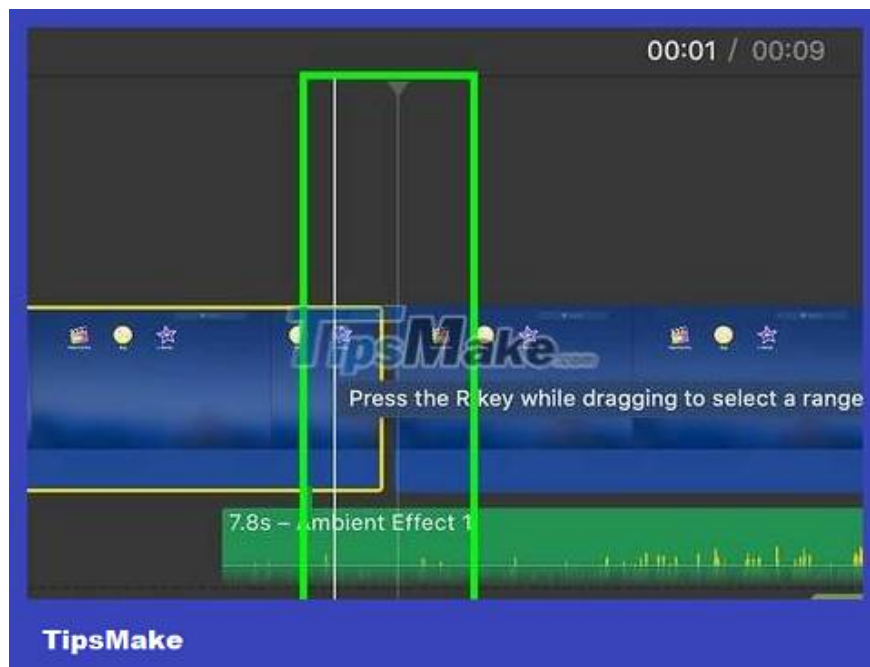 00:01 / 00:09
TipsMake.com
Press the R key while dragging to select a range
7.8s – Ambient Effect 1
TipsMake